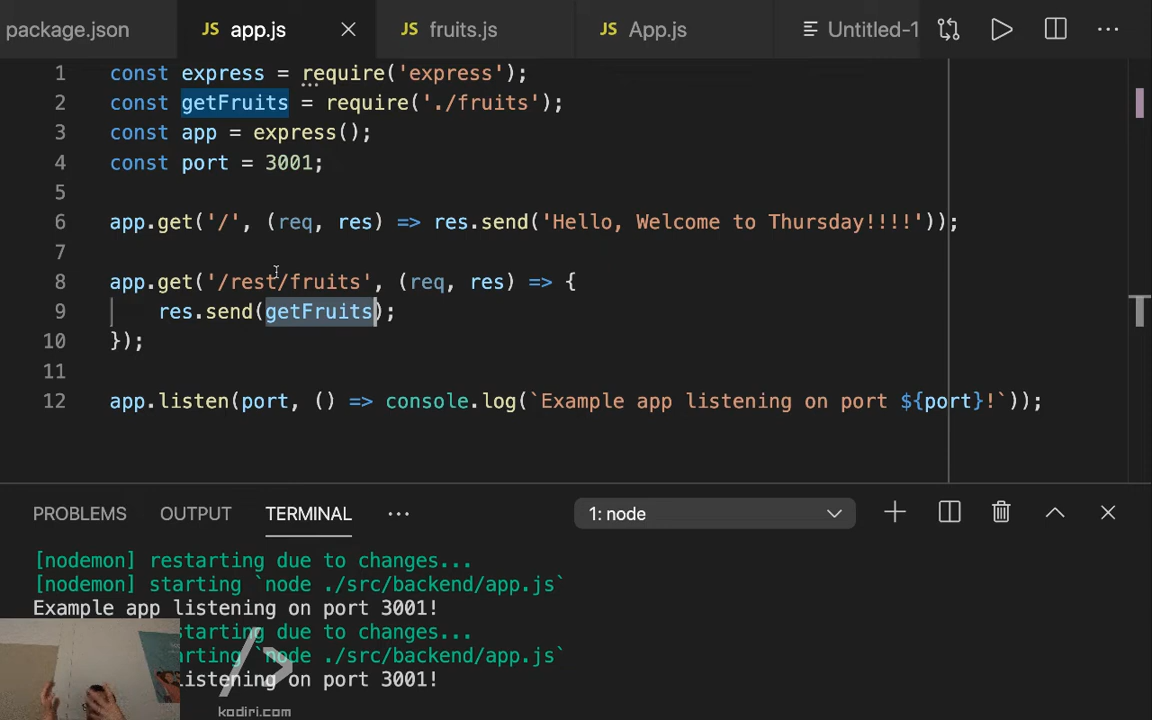 package.json JS app.js JS fruits.js JS App.js Untitled-1
1 const express = require('express');
2 const getFruits = require('./fruits');
3 const app = express();
4 const port = 3001;
5
6 app.get('/', (req, res) => res.send('Hello, Welcome to Thursday!!!!'));
7
8 app.get('/rest/fruits', (req, res) => {
9 res.send(getFruits);
10 });
11
12 app.listen(port, () => console.log(`Example app listening on port ${port}!`));
PROBLEMS OUTPUT TERMINAL ··· 1: node
[nodemon] restarting due to changes...
[nodemon] starting `node ./src/backend/app.js`
Example app listening on port 3001!
starting due to changes...
arting `node ./src/backend/app.js`
listening on port 3001!
kodiri.com